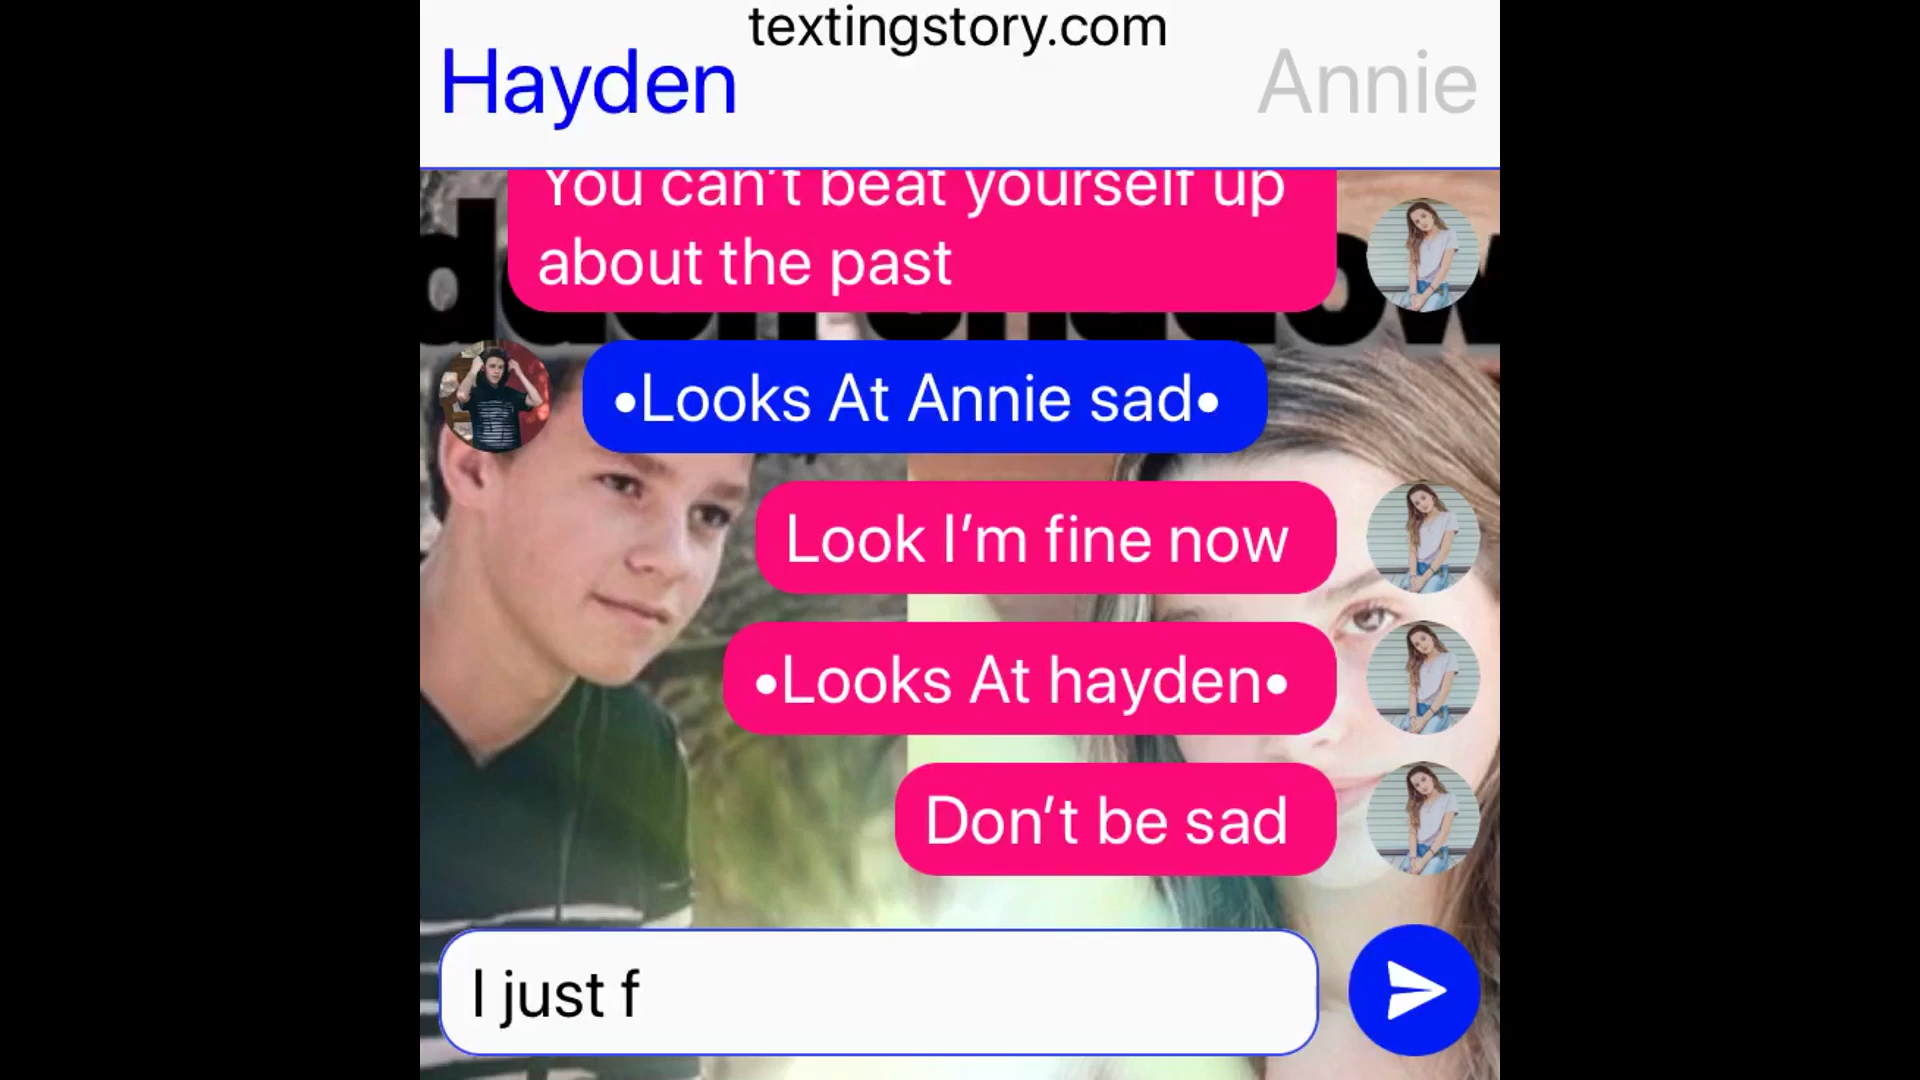 textingstory.com
Hayden
Annie
You can't beat yourself up
about the past
•Looks At Annie sad•
Look I’m fine now
•Looks At hayden•
Don’t be sad
I just f